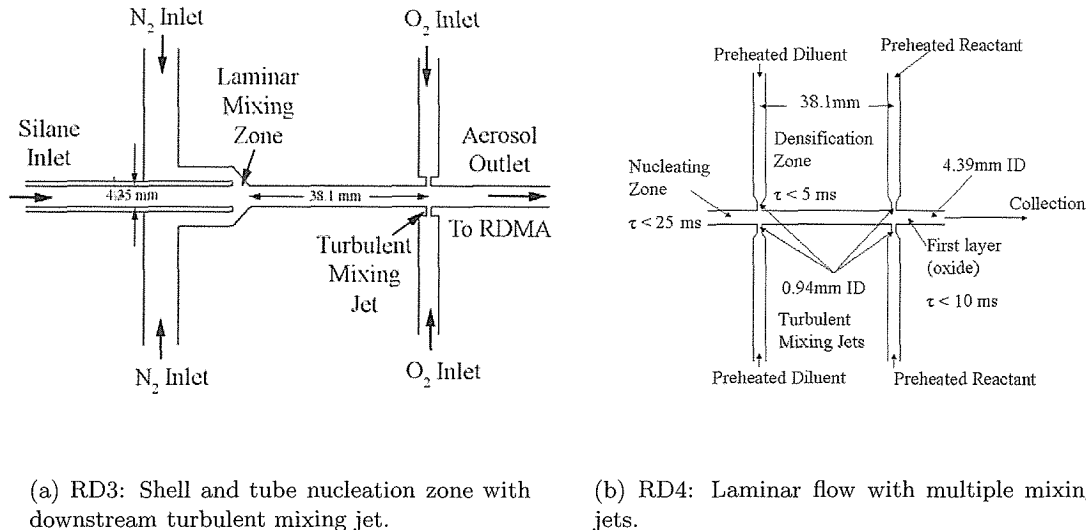 N2 Inlet
O2 Inlet
Laminar
Mixing
Zone
Silane
Inlet
4.35 mm
38.1 mm
Aerosol
Outlet
To RDMA
Turbulent
Mixing
Jet
N2 Inlet
O2 Inlet
(a) RD3: Shell and tube nucleation zone with
downstream turbulent mixing jet.
Preheated Diluent
Preheated Reactant
38.1mm
Densification
Zone
τ < 5 ms
Nucleating
Zone
τ < 25 ms
4.39mm ID
Collection
First layer
(oxide)
τ < 10 ms
0.94mm ID
Turbulent
Mixing Jets
Preheated Diluent
Preheated Reactant
(b) RD4: Laminar flow with multiple mixin
jets.